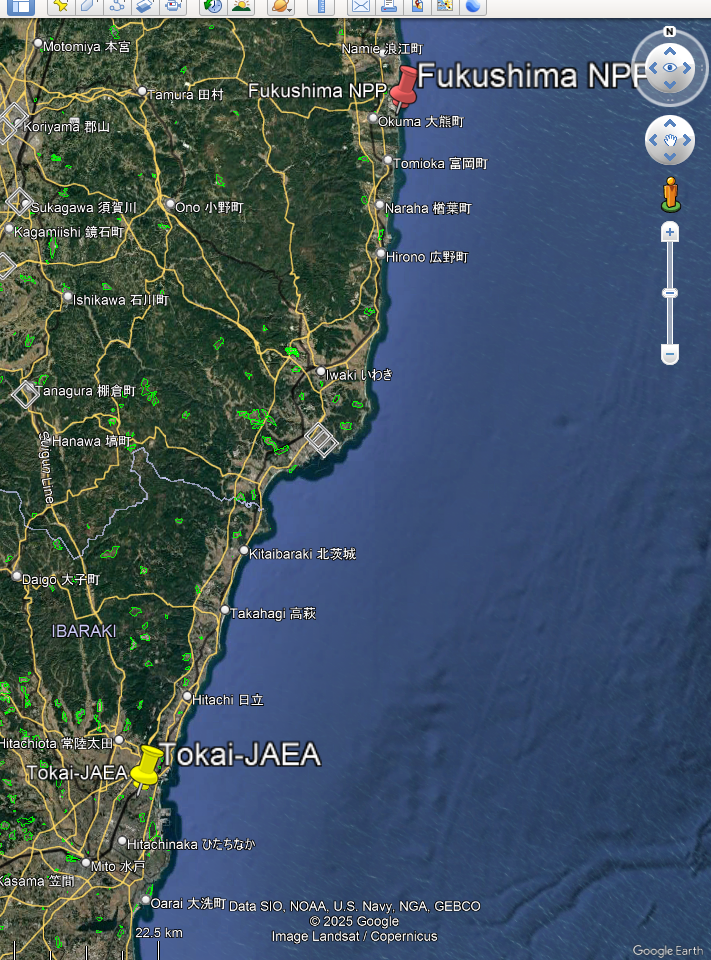 Motomiya 本宮
Namie 浪江町
N
Fukushima NPP
Fukushima NPP
Tamura 田村
Koriyama 郡山
Okuma 大熊町
Tomioka 富岡町
Sukagawa 須賀川
Ono 小野町
Naraha 楢葉町
Kagamiishi 鏡石町
Hirono 広野町
Ishikawa 石川町
Iwaki いわき
Tanagura 棚倉町
Hanawa 塙町
Suigun Line
Kitaibaraki 北茨城
Daigo 大子町
Takahagi 高萩
IBARAKI
Hitachi 日立
Hitachiota 常陸太田
Tokai-JAEA
Tokai-JAEA
Hitachinaka ひたちなか
Mito 水戸
Kasama 笠間
Oarai 大洗町
Data SIO, NOAA, U.S. Navy, NGA, GEBCO
© 2025 Google
22.5 km
Image Landsat / Copernicus
Google Earth